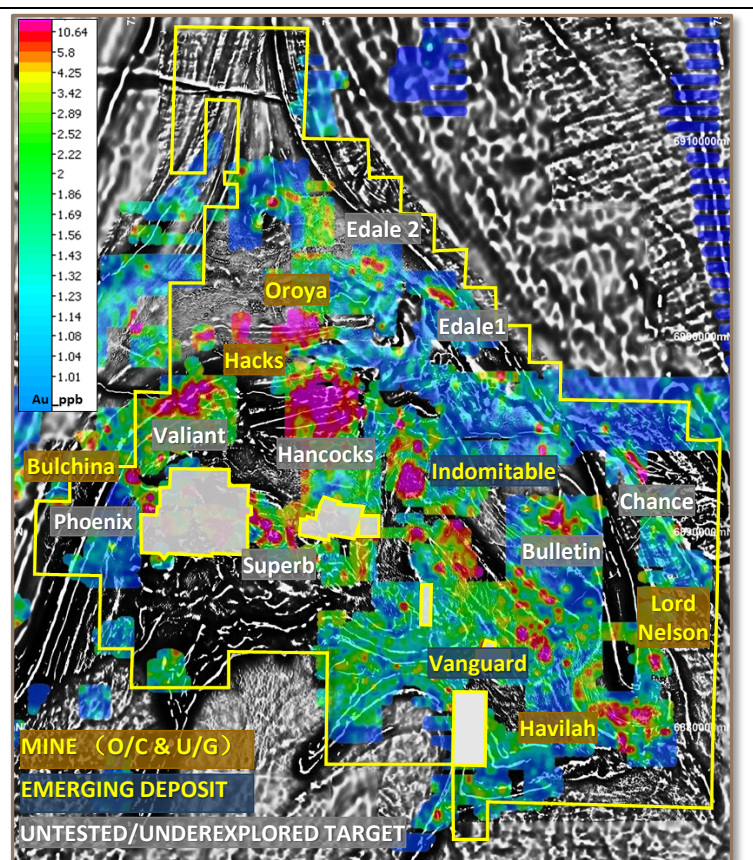 10.64
5.8
4.25
3.42
2.89
2.52
2.22
2
1.86
1.69
1.56
1.43
1.32
1.23
1.14
1.08
1.04
1.01
Au_ppb
6910000mN
Edale 2
Oroya
Edale1
Hacks
Valiant
Hancocks
Bulchina
Indomitable
Phoenix
Chance
Bulletin
Superb
Lord
Nelson
Vanguard
Havilah
MINE （O/C & U/G）
EMERGING DEPOSIT
UNTESTED/UNDEREXPLORED TARGET